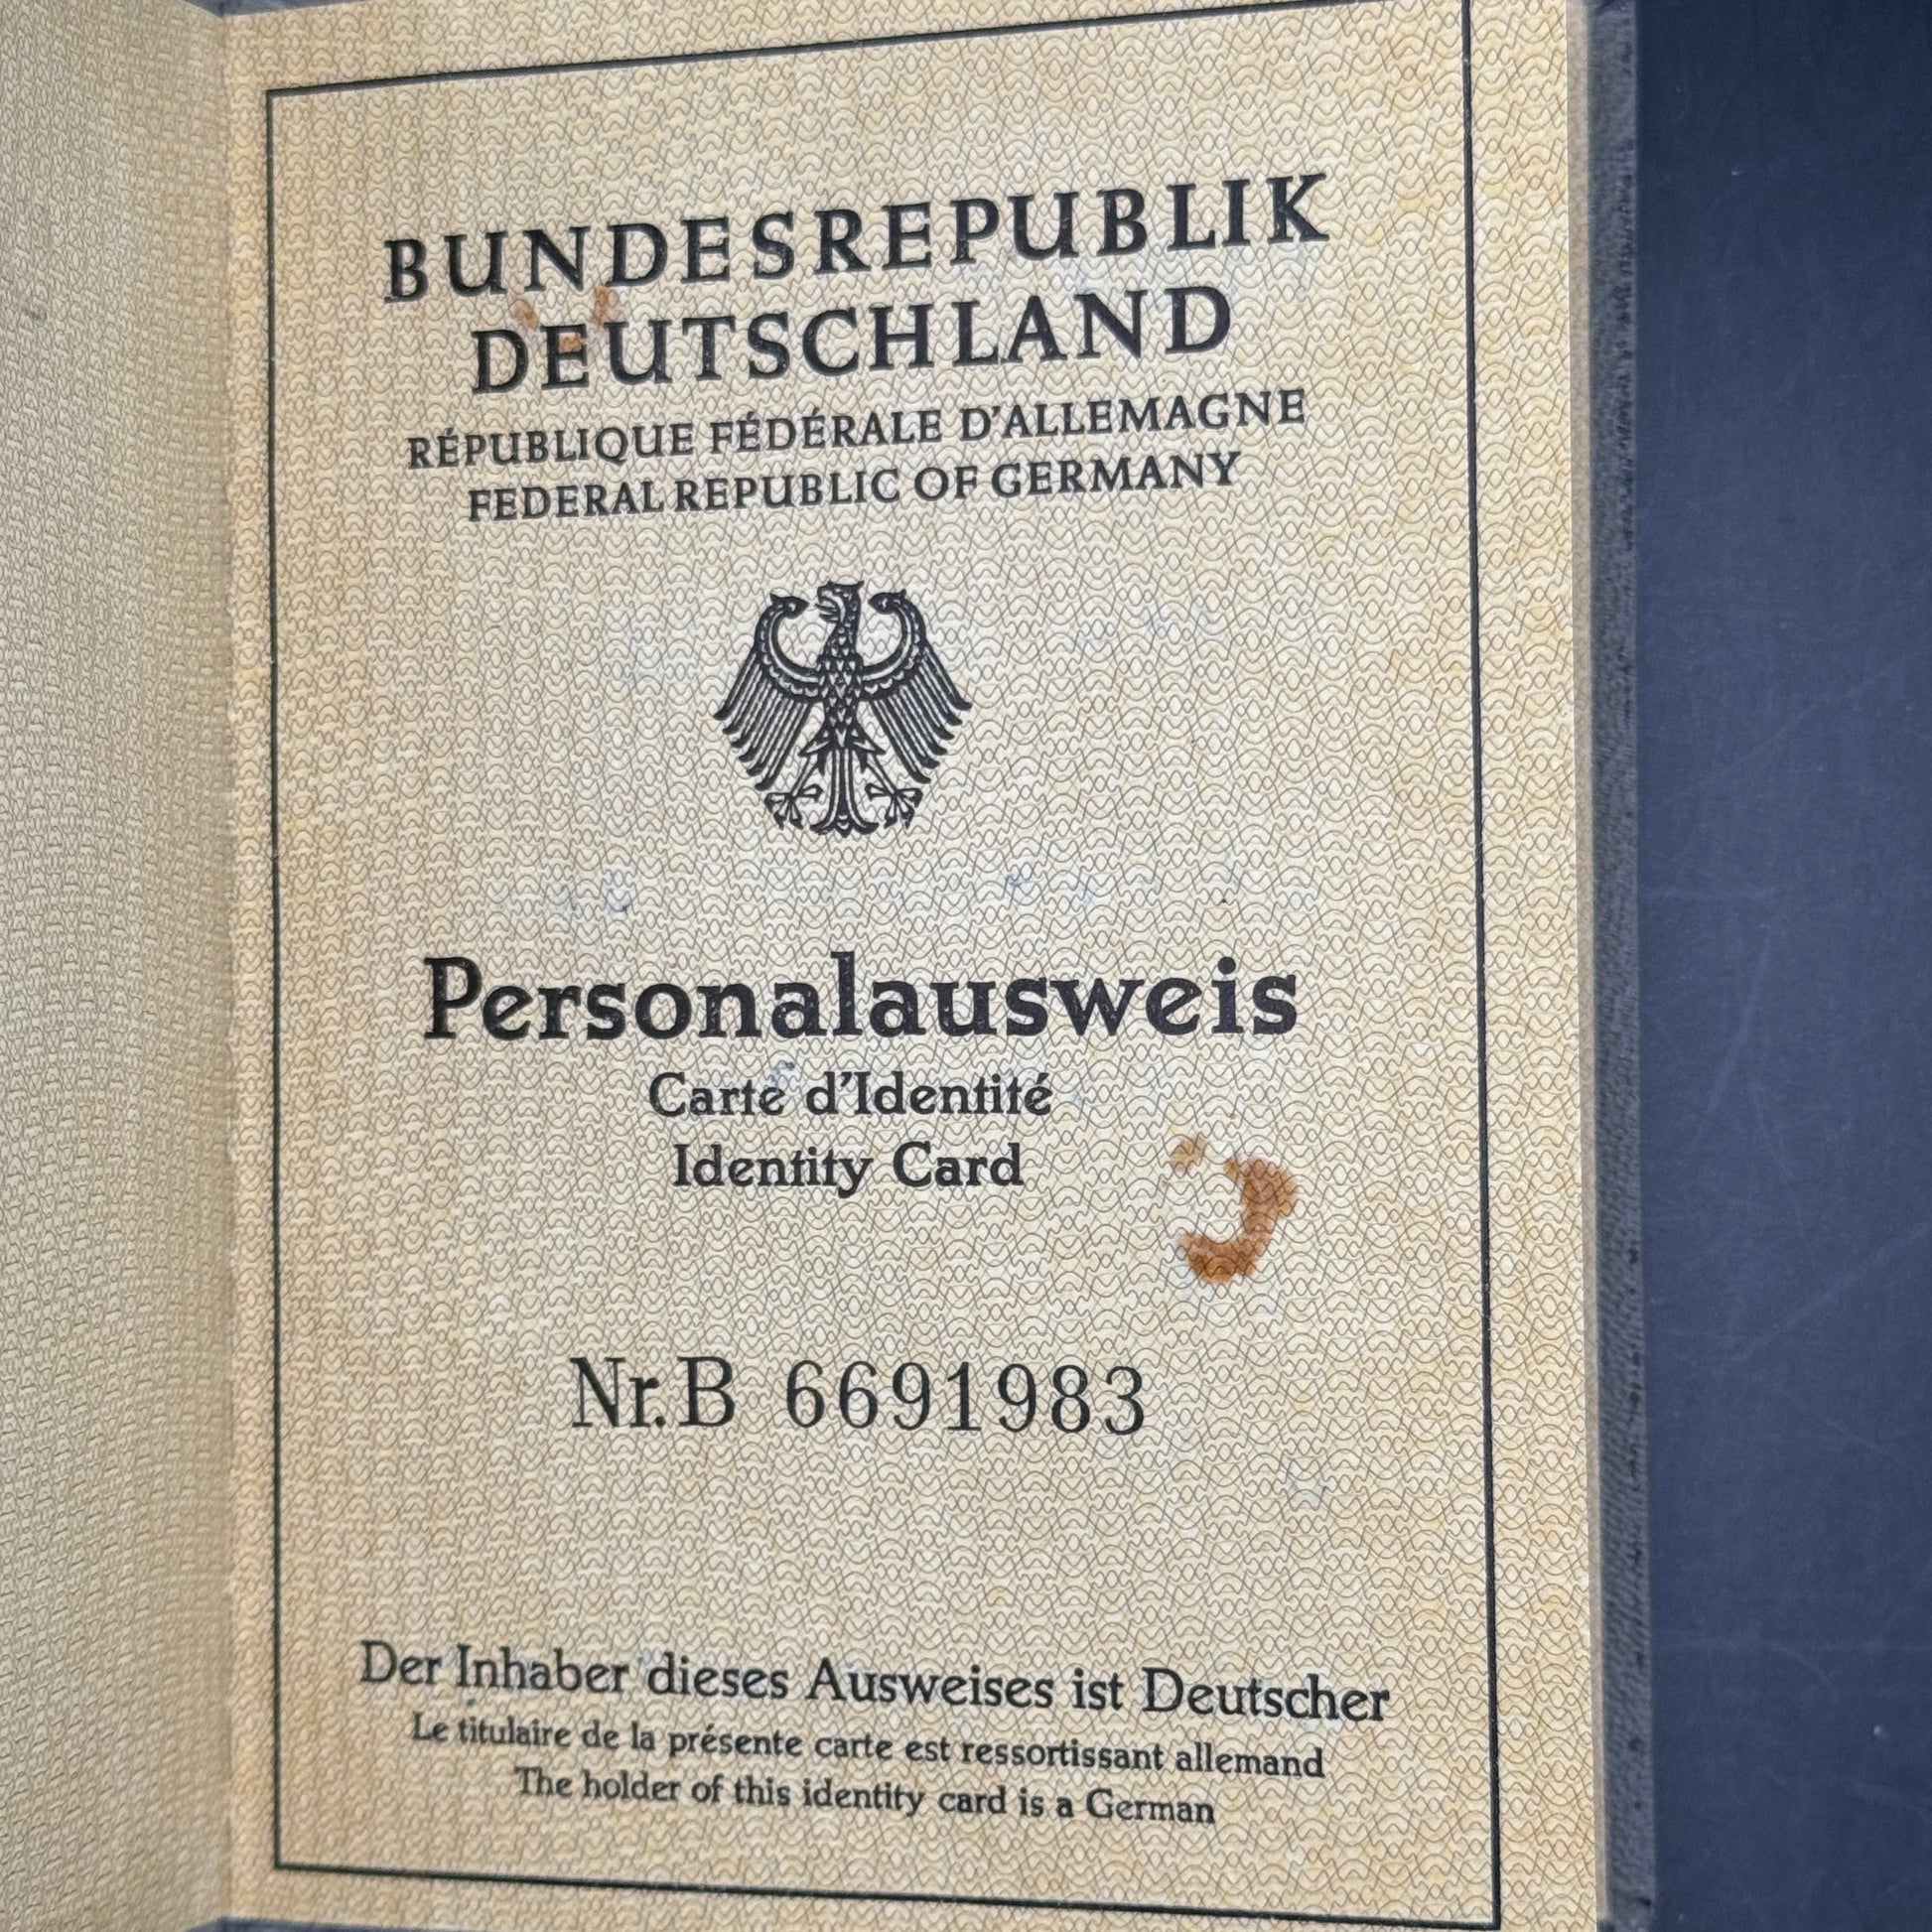 BUNDESREPUBLIK
DEUTSCHLAND
RÉPUBLIQUE FÉDÉRALE D'ALLEMAGNE
FEDERAL REPUBLIC OF GERMANY
Personalausweis
Carte d'Identité
Identity Card
Nr. B 6691983
Der Inhaber dieses Ausweises ist Deutscher
Le titulaire de la présente carte est ressortissant allemand
The holder of this identity card is a German